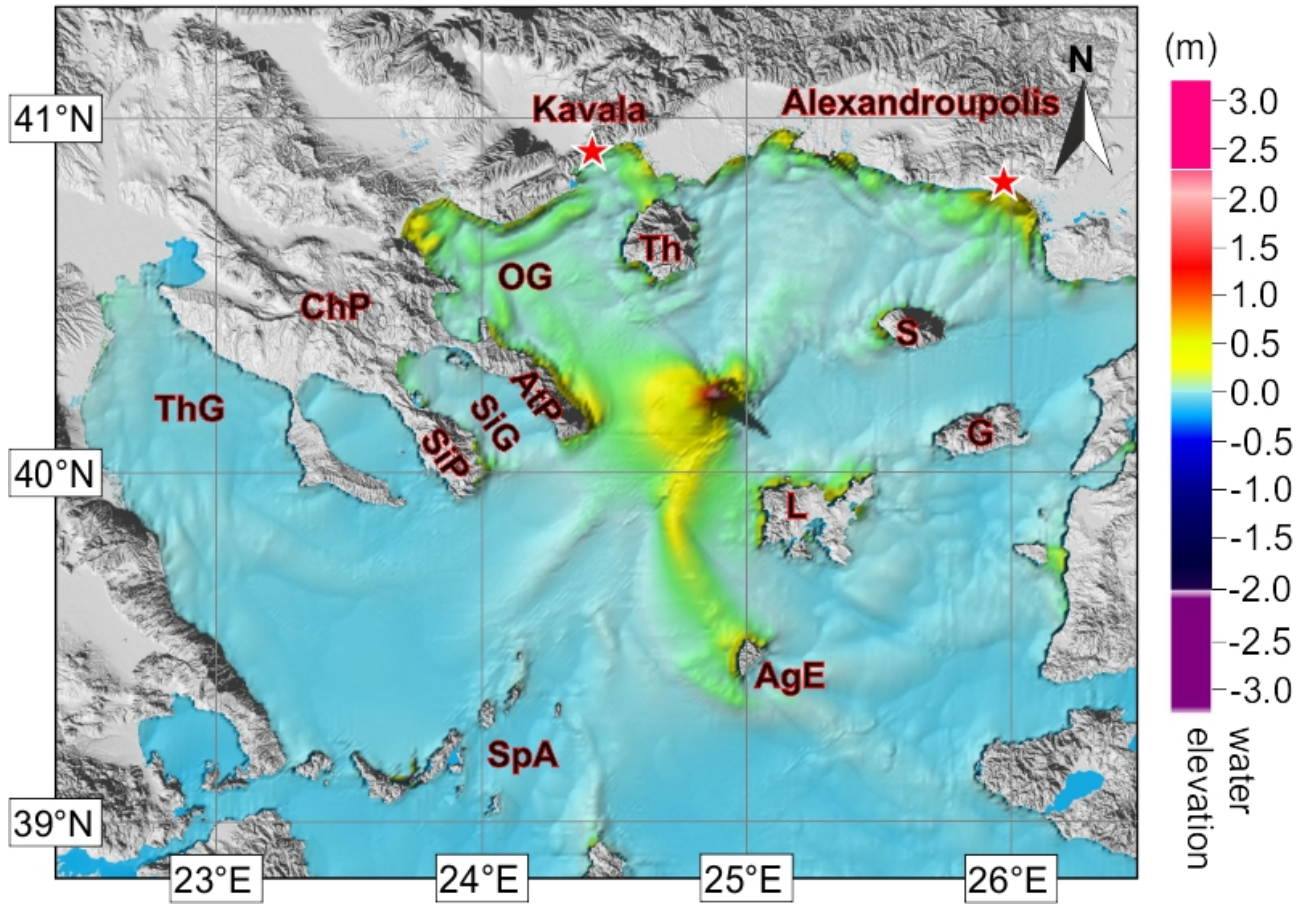 (m)
N
Kavala
Alexandroupolis
41°N
3.0
2.5
2.0
1.5
1.0
0.5
0.0
-0.5
-1.0
-1.5
-2.0
-2.5
-3.0
Th
OG
ChP
S
AtP
ThG
SiG
SiP
G
40°N
L
AgE
SpA
water
elevation
39°N
23°E
24°E
25°E
26°E